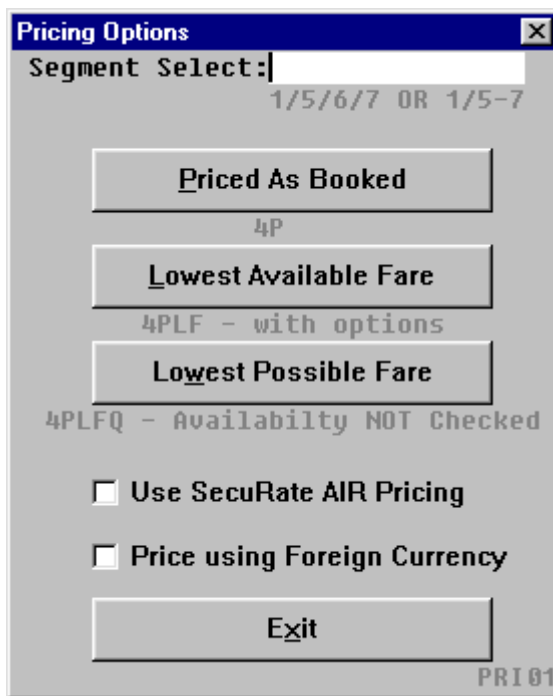 Pricing Options
Segment Select:
1/5/6/7 OR 1/5-7
Priced As Booked
4P
Lowest Available Fare
4PLF - with options
Lowest Possible Fare
4PLFQ - Availabilty NOT Checked
Use SecuRate AIR Pricing
Price using Foreign Currency
Exit
PRI01